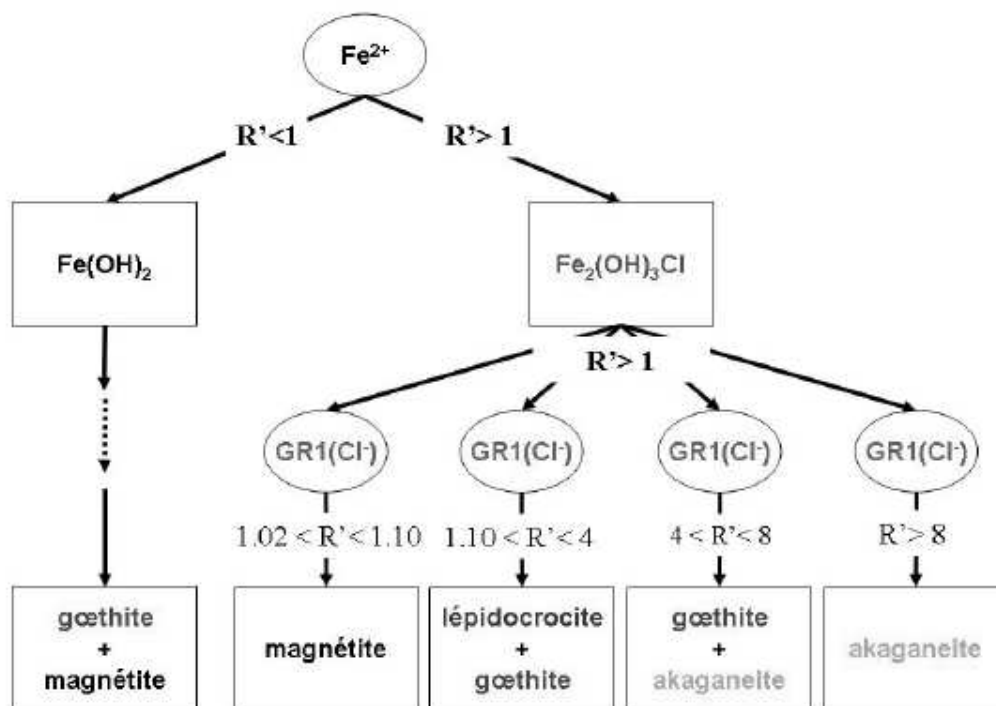 Fe²⁺
R’<1
R’> 1
Fe(OH)₂
Fe₂(OH)₃Cl
R’> 1
GR1(Cl⁻)
GR1(Cl⁻)
GR1(Cl⁻)
GR1(Cl⁻)
1.02 < R’< 1.10
1.10 < R’< 4
4 < R’< 8
R’> 8
gœthite
+
magnétite
magnétite
lépidocrocite
+
gœthite
gœthite
+
akaganeite
akaganeite